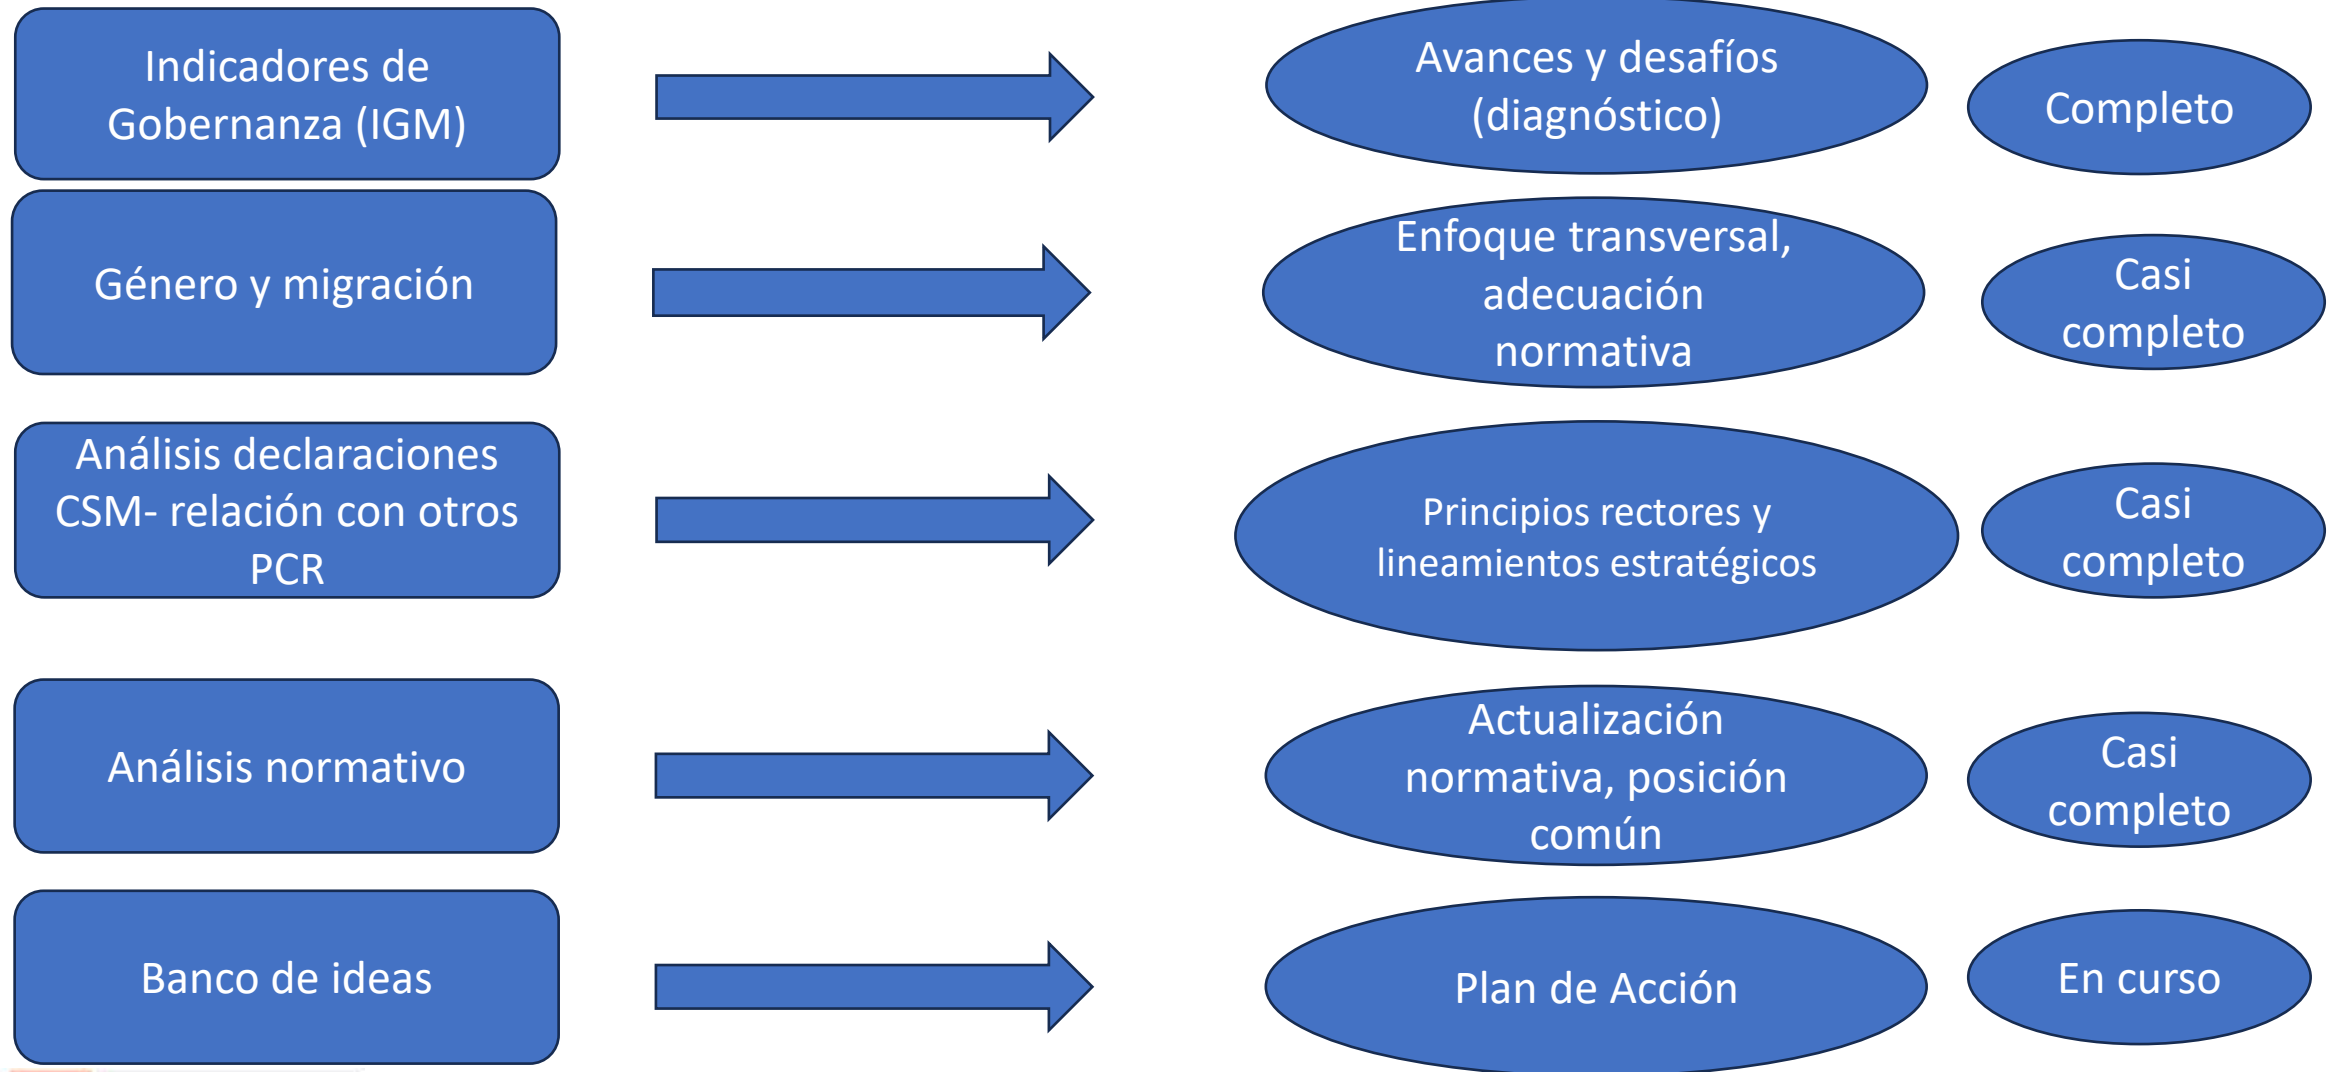 Indicadores de
Gobernanza (IGM)
Avances y desafíos
(diagnóstico)
Completo
Género y migración
Enfoque transversal,
adecuación
normativa
Casi
completo
Análisis declaraciones
CSM- relación con otros
PCR
Principios rectores y
lineamientos estratégicos
Casi
completo
Análisis normativo
Actualización
normativa, posición
común
Casi
completo
Banco de ideas
Plan de Acción
En curso